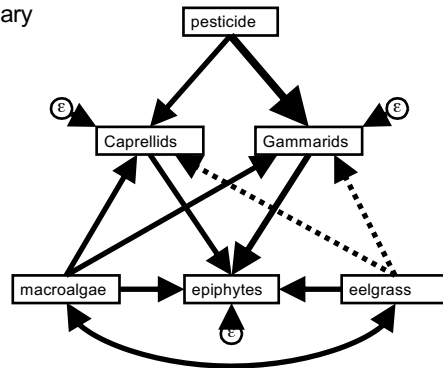 ary
pesticide
ε
ε
Caprellids
Gammarids
macroalgae
epiphytes
eelgrass
ε